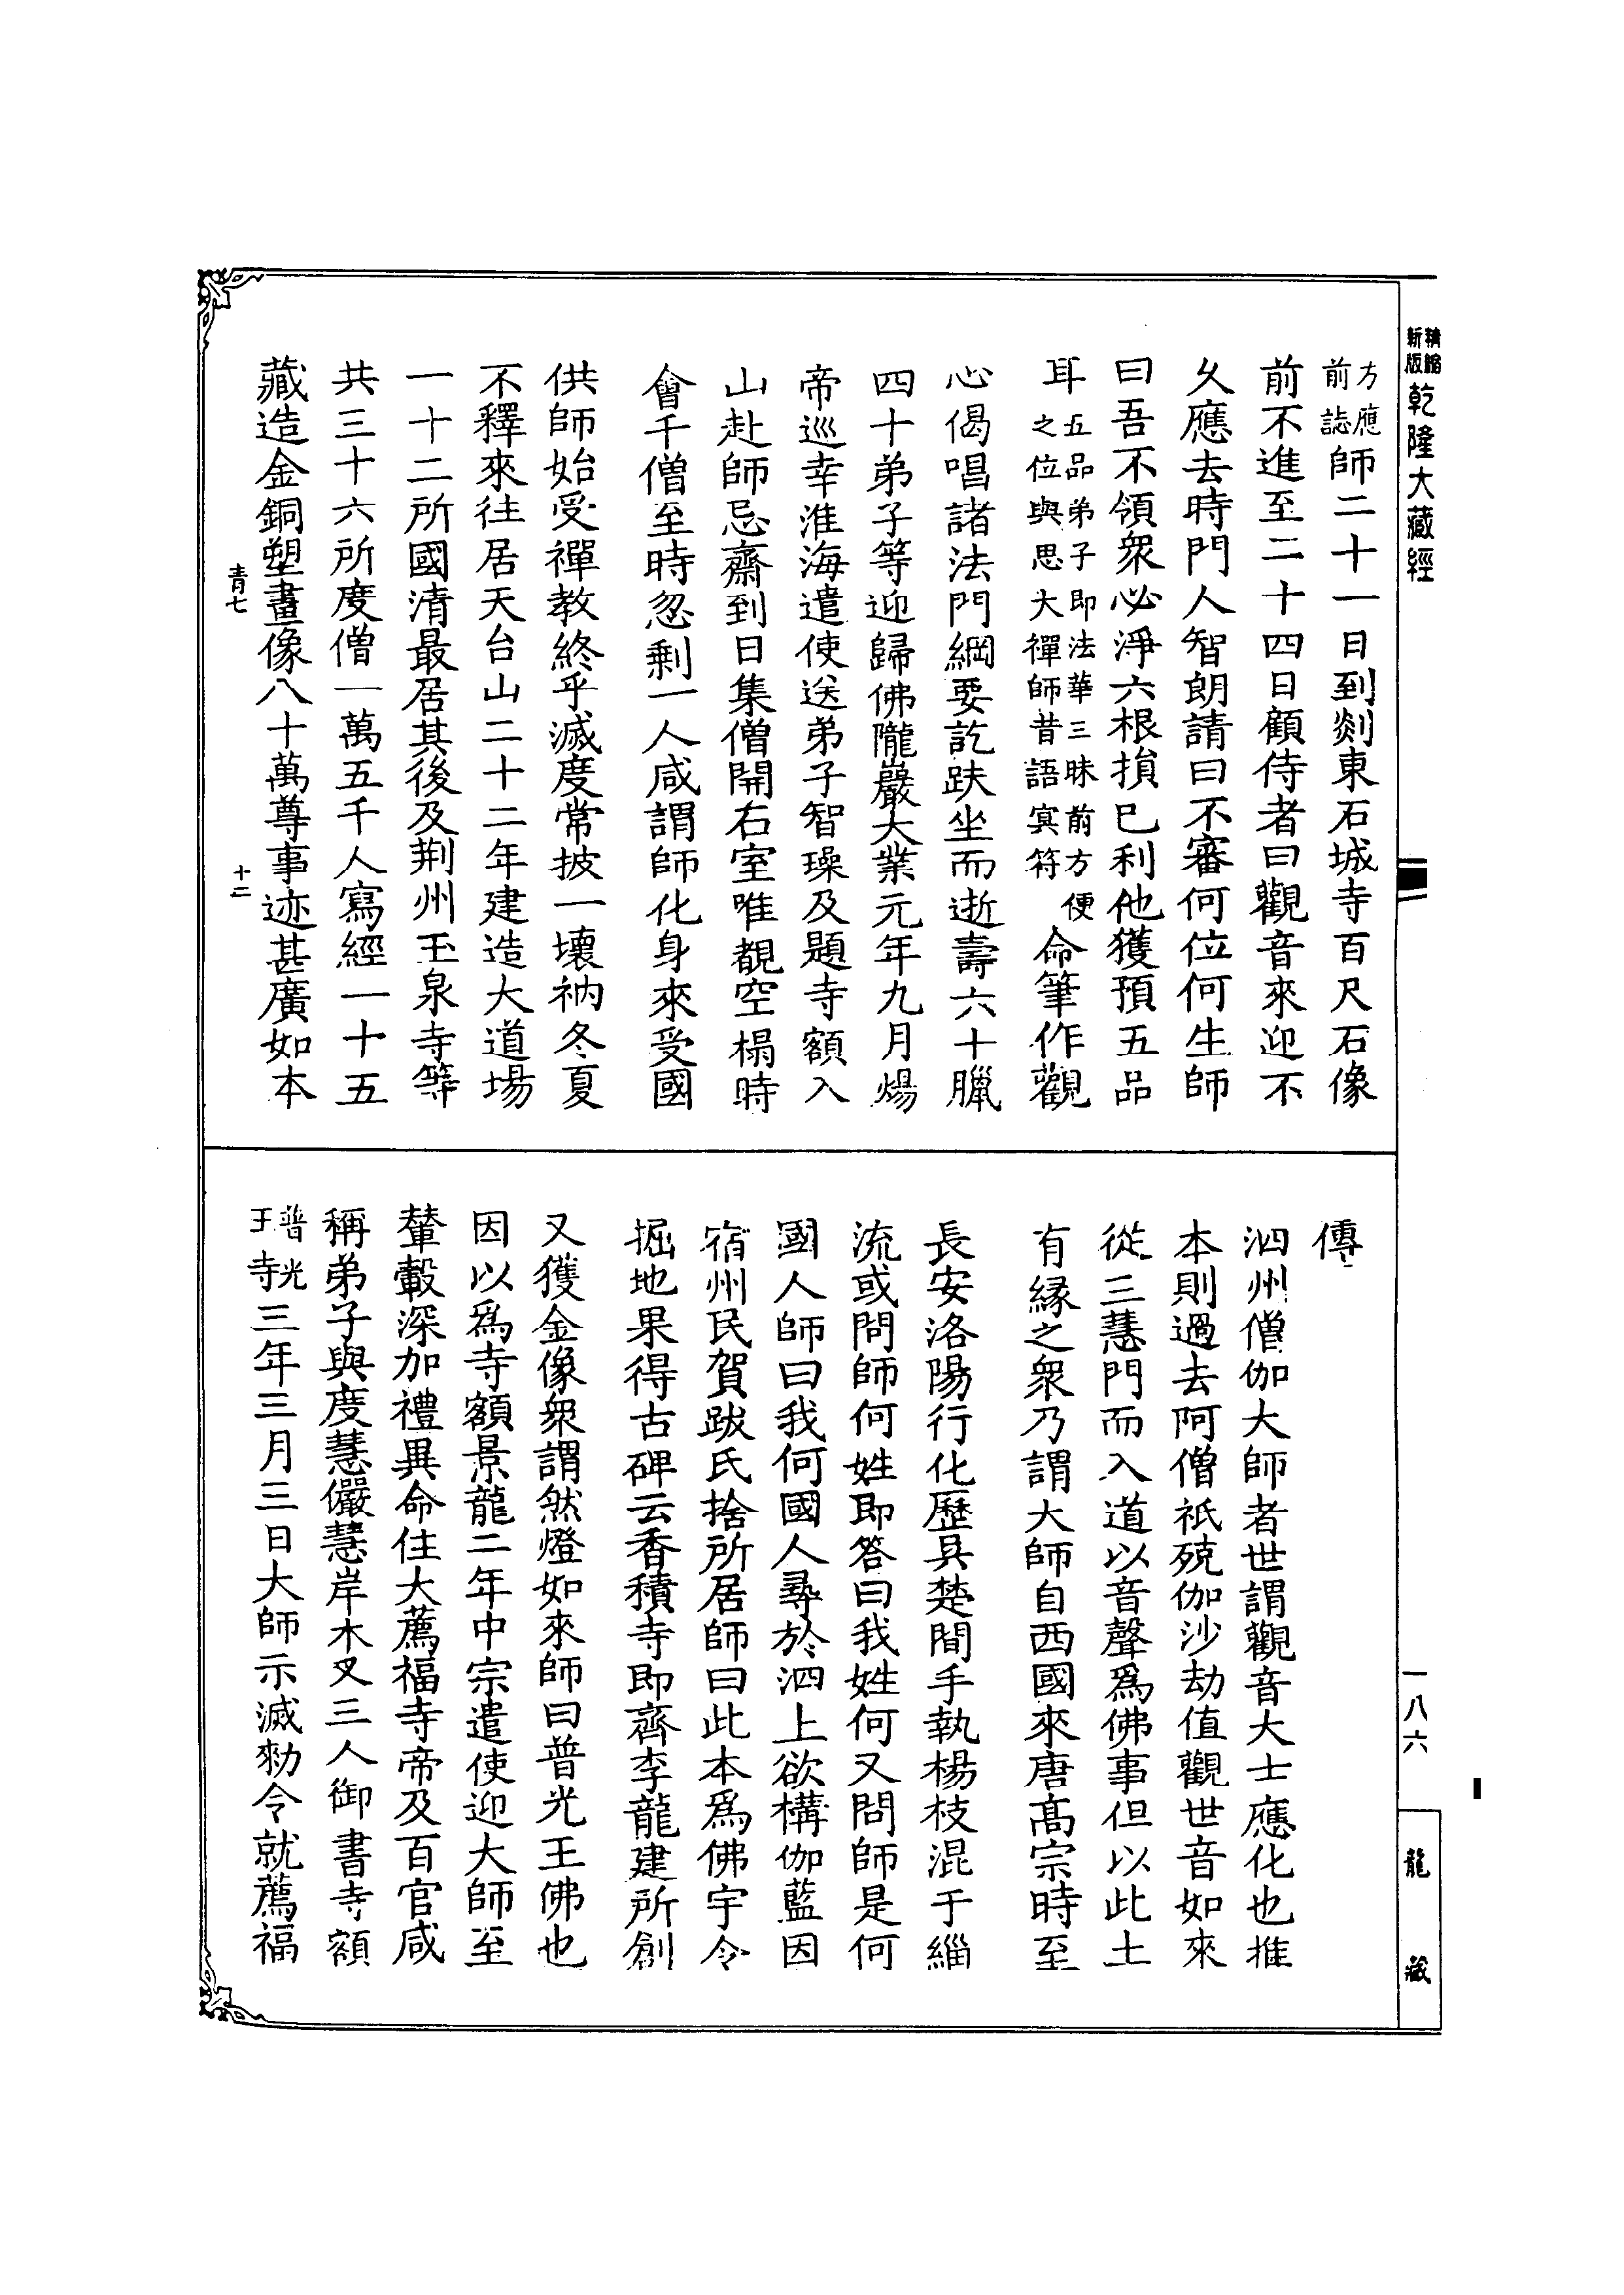 精縮
新版
乾隆大藏經
方應
前誌
師二十一日到剡東石城寺百尺石像
前不進至二十四日顧侍者曰觀音來迎不
久應去時門人智朗請曰不審何位何生師
曰吾不領衆必淨六根損已利他獲預五品
耳
五品弟子即法華三昧前方便
之位與思大禪師昔語冥符
命筆作觀
心偈唱諸法門綱要訖趺坐而逝壽六十臘
四十弟子等迎歸佛隴巖大業元年九月煬
帝巡幸淮海遣使送弟子智璪及題寺額入
山赴師忌齋到日集僧開右室唯覩空榻時
會千僧至時忽剩一人咸謂師化身來受國
供師始受禪教終乎滅度常披一壞衲冬夏
不釋來往居天台山二十二年建造大道場
一十二所國清最居其後及荆州玉泉寺等
共三十六所度僧一萬五千人寫經一十五
藏造金銅塑畫像八十萬尊事迹甚廣如本
青七
十二
傳
泗州僧伽大師者世謂觀音大士應化也推
本則過去阿僧祇殑伽沙劫值觀世音如來
從三慧門而入道以音聲爲佛事但以此土
有緣之衆乃謂大師自西國來唐髙宗時至
長安洛陽行化歷具楚間手執楊枝混于緇
流或問師何姓即答曰我姓何又問師是何
國人師曰我何國人尋於泗上欲構伽藍因
宿州民賀跋氏捨所居師曰此本爲佛宇令
掘地果得古碑云香積寺即齊李龍建所創
又獲金像衆謂然燈如來師曰普光王佛也
因以爲寺額景龍二年中宗遣使迎大師至
輦轂深加禮異命住大薦福寺帝及百官咸
稱弟子與度慧儼慧岸木叉三人御書寺額
普光
王寺
三年三月三日大師示滅勑令就薦福
一八六
龍藏